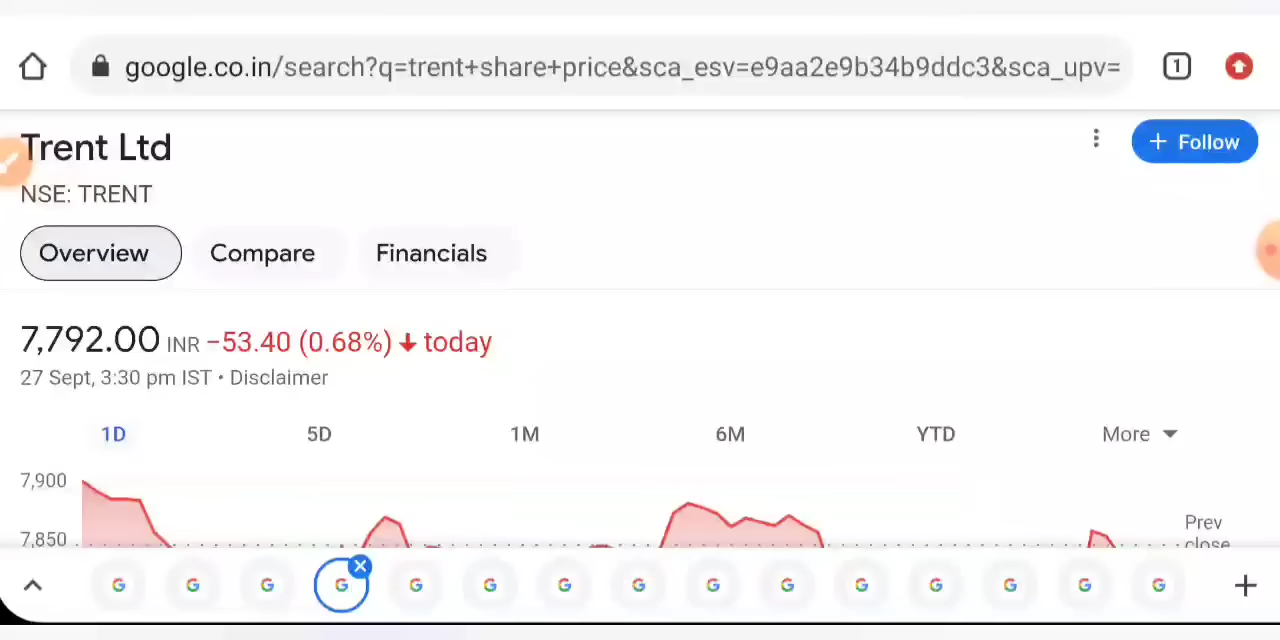 google.co.in/search?q=trent+share+price&sca_esv=e9aa2e9b34b9ddc3&sca_upv=
1
Trent Ltd
+ Follow
NSE: TRENT
Overview Compare Financials
7,792.00 INR −53.40 (0.68%) ↓ today
27 Sept, 3:30 pm IST • Disclaimer
1D 5D 1M 6M YTD More
7,900
7,850
Prev
close